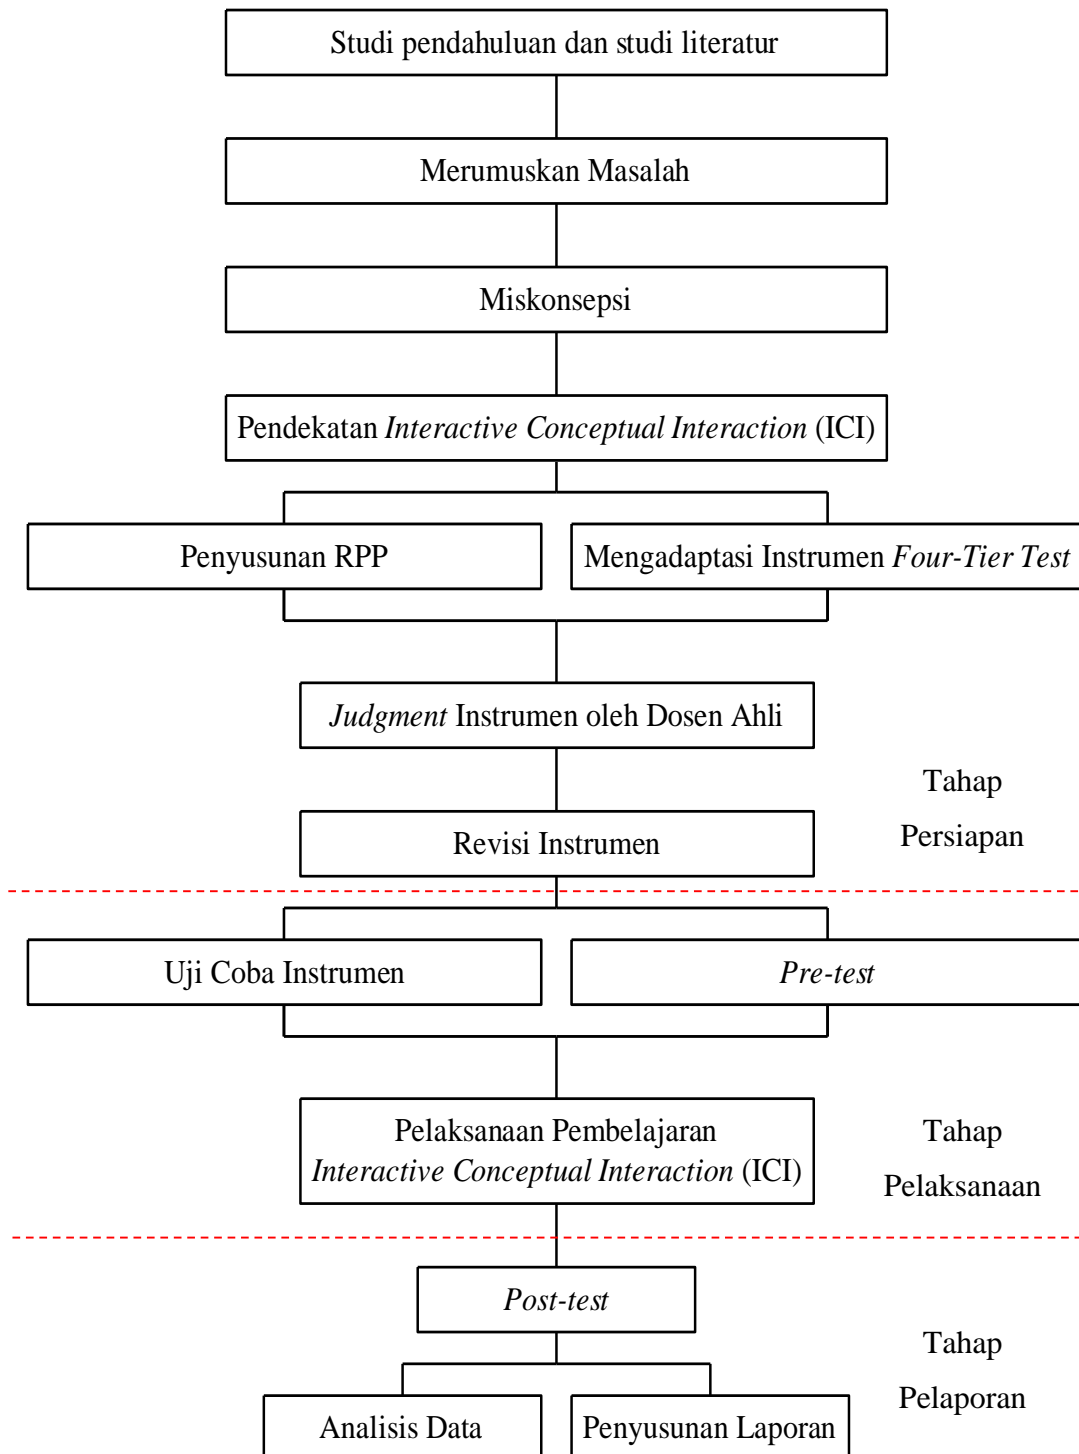 Studi pendahuluan dan studi literatur
Merumuskan Masalah
Miskonsepsi
Pendekatan Interactive Conceptual Interaction (ICI)
Penyusunan RPP
Mengadaptasi Instrumen Four-Tier Test
Judgment Instrumen oleh Dosen Ahli
Tahap
Persiapan
Revisi Instrumen
Uji Coba Instrumen
Pre-test
Pelaksanaan Pembelajaran
Interactive Conceptual Interaction (ICI)
Tahap
Pelaksanaan
Post-test
Tahap
Pelaporan
Analisis Data
Penyusunan Laporan